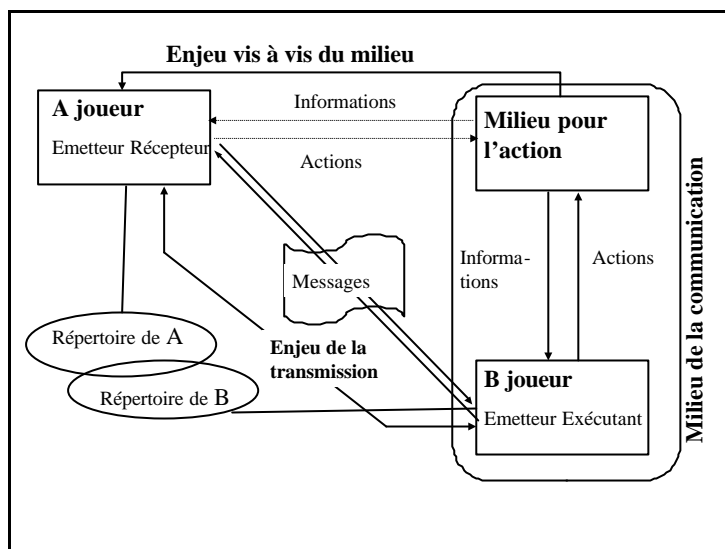 Enjeu vis à vis du milieu
A joueur
Emetteur Récepteur
Informations
Actions
Milieu pour
l'action
Messages
Informa-
tions
Actions
Milieu de la communication
Répertoire de A
Répertoire de B
Enjeu de la
transmission
B joueur
Emetteur Exécutant